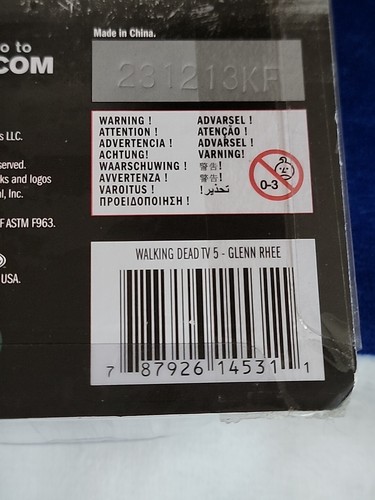 Made in China.
o to
COM
231213KF
WARNING !
ATTENTION !
ADVERTENCIA !
ACHTUNG!
WAARSCHUWING !
AVVERTENZA !
VAROITUS !
ΠΡΟΕΙΔΟΠΟΙΗΣΗ !
ADVARSEL !
ATENÇÃO !
ADVARSEL !
VARNING!
警告!
警告!
تحذير!
0-3
s LLC.
served.
ks and logos
l, Inc.
F ASTM F963.
USA.
WALKING DEAD TV 5 - GLENN RHEE
7 87926 14531 1